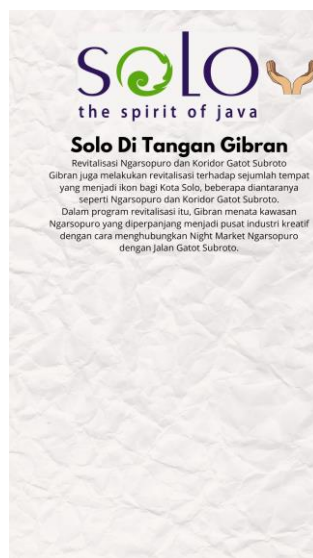 solo
the spirit of java
Solo Di Tangan Gibran
Revitalisasi Ngarsopuro dan Koridor Gatot Subroto
Gibran juga melakukan revitalisasi terhadap sejumlah tempat
yang menjadi ikon bagi Kota Solo, beberapa diantaranya
seperti Ngarsopuro dan Koridor Gatot Subroto.
Dalam program revitalisasi itu, Gibran menata kawasan
Ngarsopuro yang diperpanjang menjadi pusat industri kreatif
dengan cara menghubungkan Night Market Ngarsopuro
dengan Jalan Gatot Subroto.